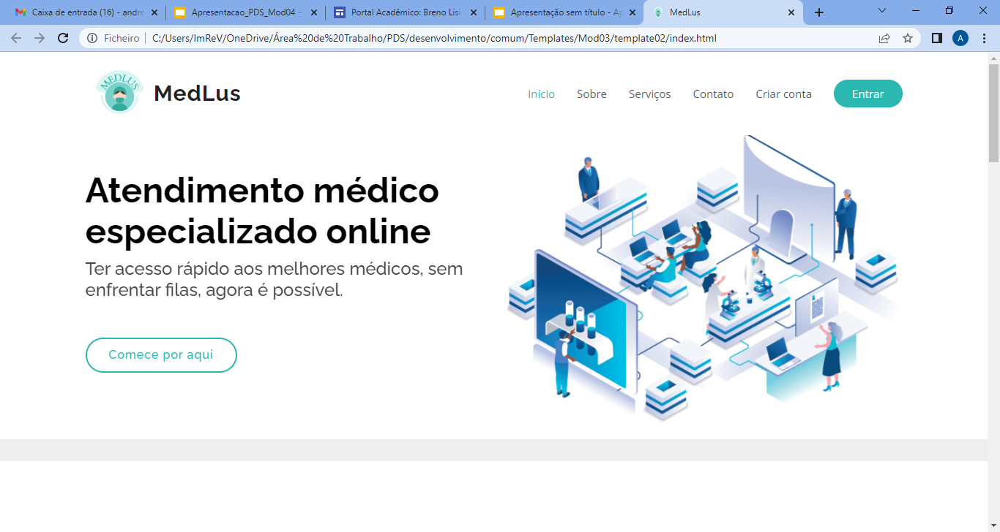 Caixa de entrada (16) - andre
Apresentacao_PDS_Mod04 -
Portal Acadêmico: Breno Lisi
Apresentação sem título - Ap
MedLus
Ficheiro
C:/Users/ImReV/OneDrive/Área%20de%20Trabalho/PDS/desenvolvimento/comum/Templates/Mod03/template02/index.html
A
MEDLUS
MedLus
Início
Sobre
Serviços
Contato
Criar conta
Entrar
Atendimento médico
especializado online
Ter acesso rápido aos melhores médicos, sem
enfrentar filas, agora é possível.
Comece por aqui